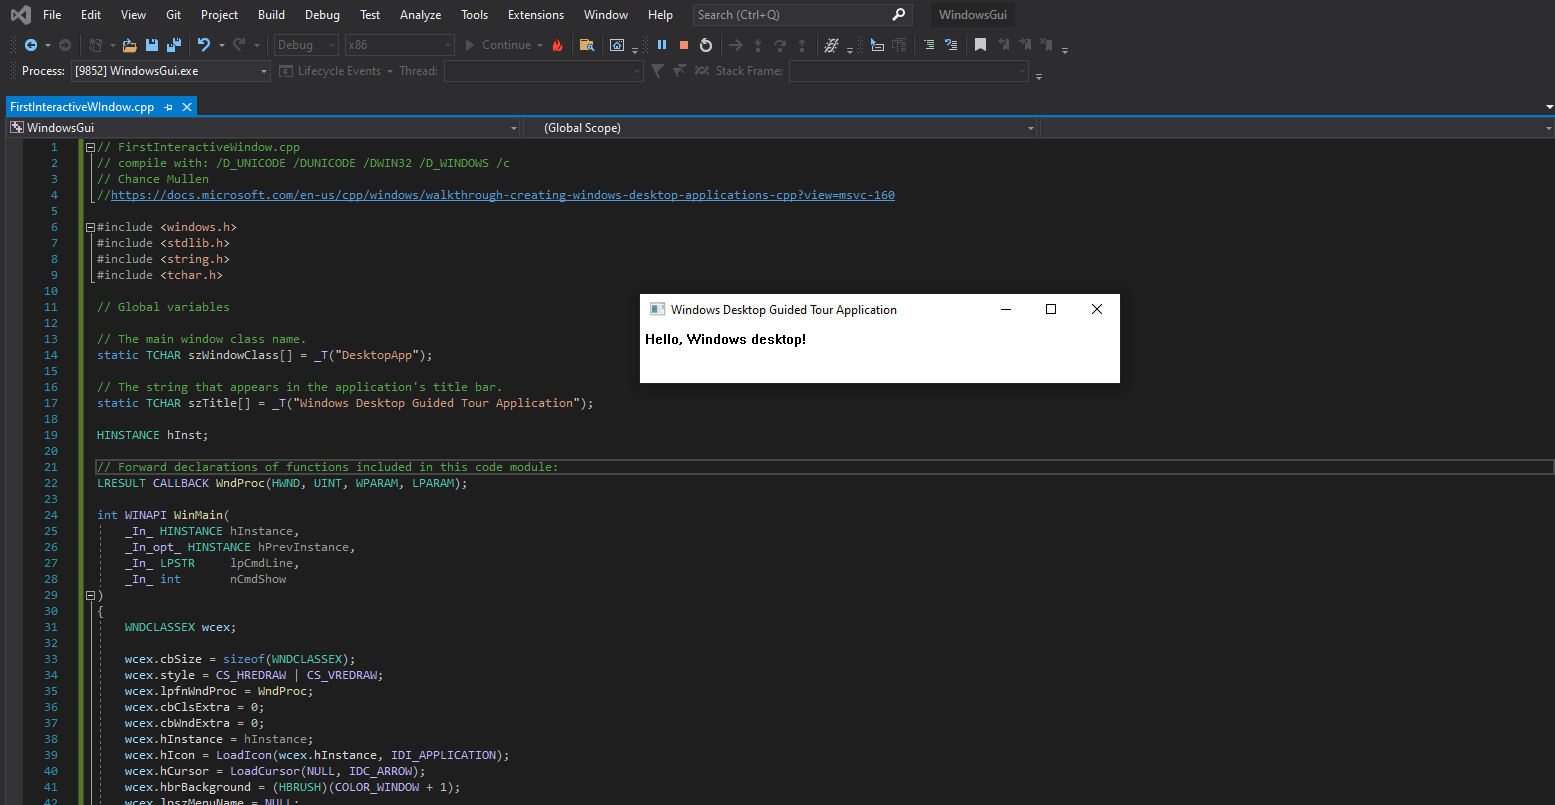 File Edit View Git Project Build Debug Test Analyze Tools Extensions Window Help Search (Ctrl+Q) WindowsGui
Debug x86 Continue
Process: [9852] WindowsGui.exe Lifecycle Events Thread: Stack Frame:
FirstInteractiveWIndow.cpp
WindowsGui (Global Scope)
1 // FirstInteractiveWindow.cpp
2 // compile with: /D_UNICODE /DUNICODE /DWIN32 /D_WINDOWS /c
3 // Chance Mullen
4 //https://docs.microsoft.com/en-us/cpp/windows/walkthrough-creating-windows-desktop-applications-cpp?view=msvc-160
5
6 #include <windows.h>
7 #include <stdlib.h>
8 #include <string.h>
9 #include <tchar.h>
10
11 // Global variables
12
13 // The main window class name.
14 static TCHAR szWindowClass[] = _T("DesktopApp");
15
16 // The string that appears in the application's title bar.
17 static TCHAR szTitle[] = _T("Windows Desktop Guided Tour Application");
18
19 HINSTANCE hInst;
20
21 // Forward declarations of functions included in this code module:
22 LRESULT CALLBACK WndProc(HWND, UINT, WPARAM, LPARAM);
23
24 int WINAPI WinMain(
25 _In_ HINSTANCE hInstance,
26 _In_opt_ HINSTANCE hPrevInstance,
27 _In_ LPSTR lpCmdLine,
28 _In_ int nCmdShow
29 )
30 {
31 WNDCLASSEX wcex;
32
33 wcex.cbSize = sizeof(WNDCLASSEX);
34 wcex.style = CS_HREDRAW | CS_VREDRAW;
35 wcex.lpfnWndProc = WndProc;
36 wcex.cbClsExtra = 0;
37 wcex.cbWndExtra = 0;
38 wcex.hInstance = hInstance;
39 wcex.hIcon = LoadIcon(wcex.hInstance, IDI_APPLICATION);
40 wcex.hCursor = LoadCursor(NULL, IDC_ARROW);
41 wcex.hbrBackground = (HBRUSH)(COLOR_WINDOW + 1);
42 wcex.lpszMenuName = NULL;
Windows Desktop Guided Tour Application
Hello, Windows desktop!